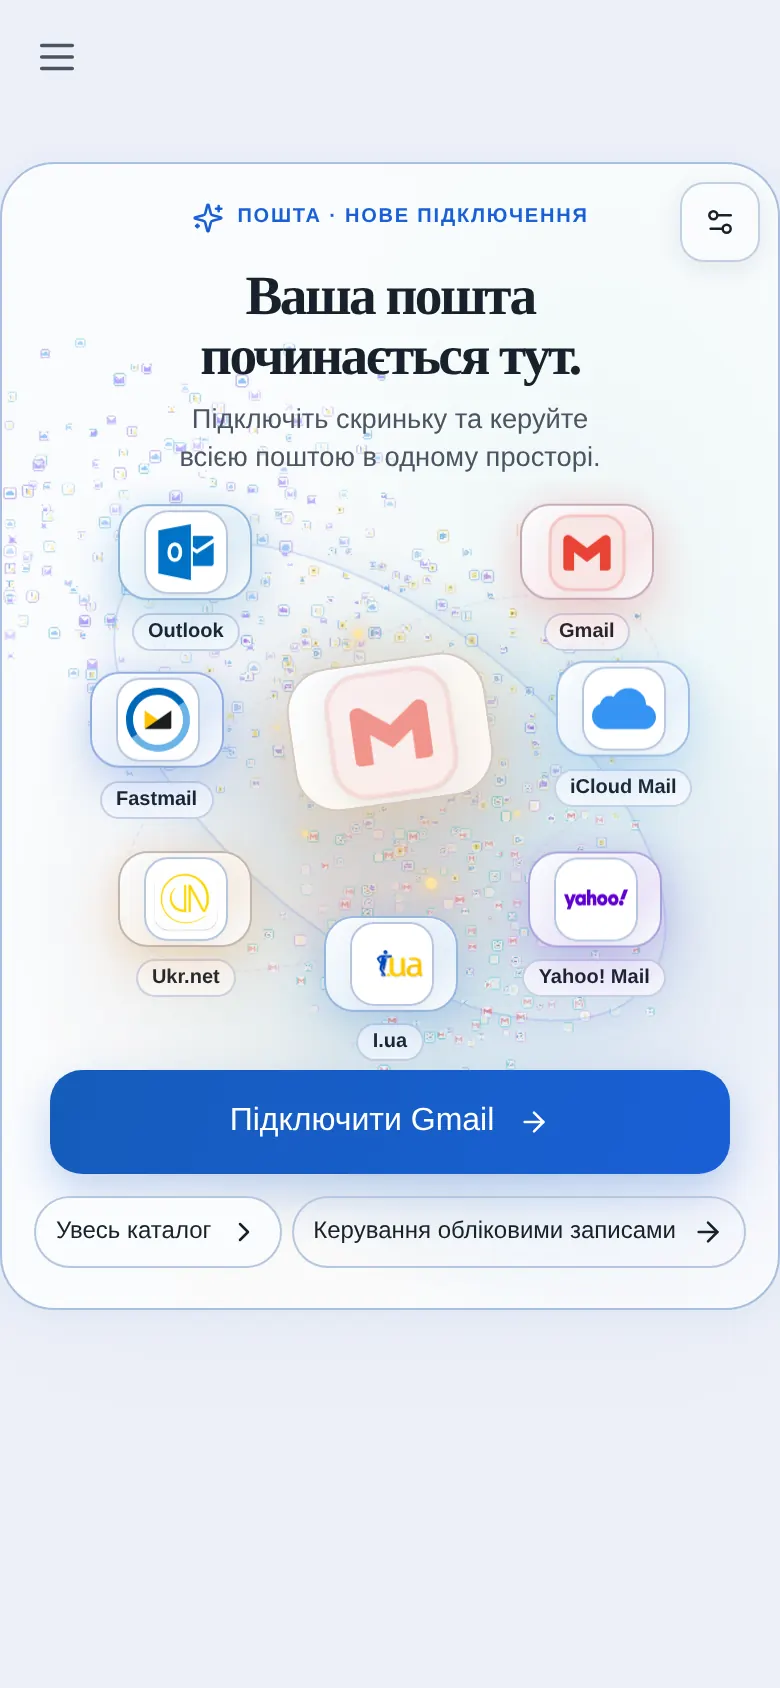 ПОШТА · НОВЕ ПІДКЛЮЧЕННЯ
Ваша пошта
починається тут.
Підключіть скриньку та керуйте
всією поштою в одному просторі.
Outlook
Gmail
Fastmail
iCloud Mail
yahoo!
Ukr.net
Yahoo! Mail
i.ua
I.ua
Підключити Gmail
Увесь каталог
Керування обліковими записами